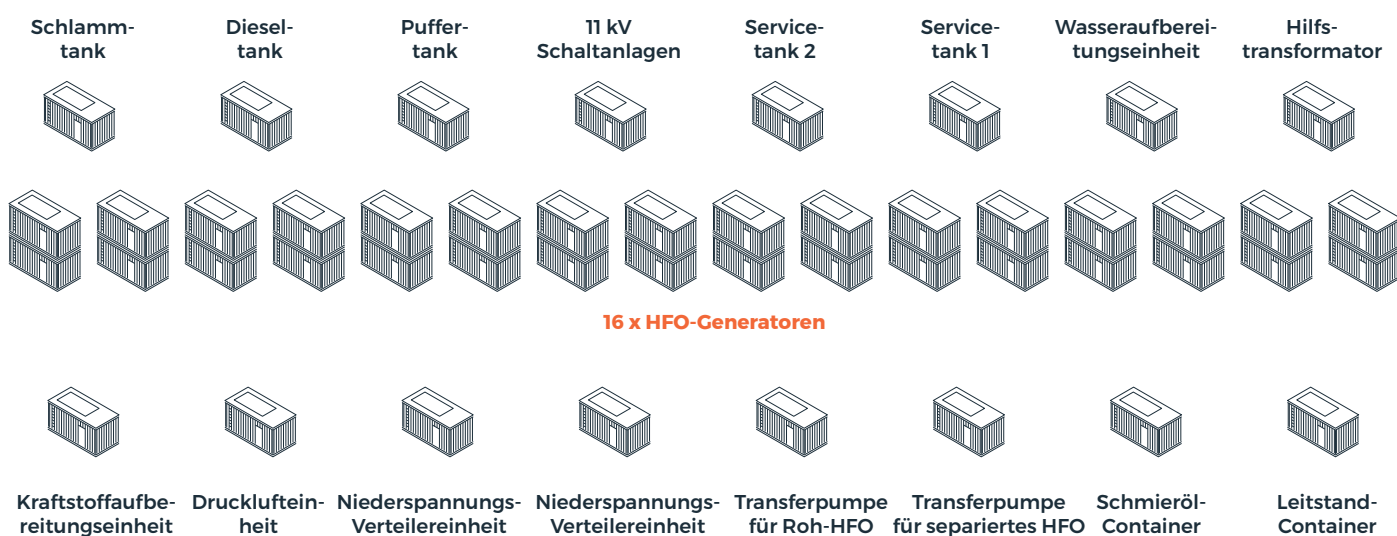 Schlamm-
tank
Diesel-
tank
Puffer-
tank
11 kV
Schaltanlagen
Service-
tank 2
Service-
tank 1
Wasseraufberei-
tungseinheit
Hilfs-
transformator
16 x HFO-Generatoren
Kraftstoffaufbe-
reitungseinheit
Drucklufteinheit-
heit
Niederspannungs-
Verteilereinheit
Niederspannungs-
Verteilereinheit
Transferpumpe
für Roh-HFO
Transferpumpe
für separiertes HFO
Schmieröl-
Container
Leitstand-
Container